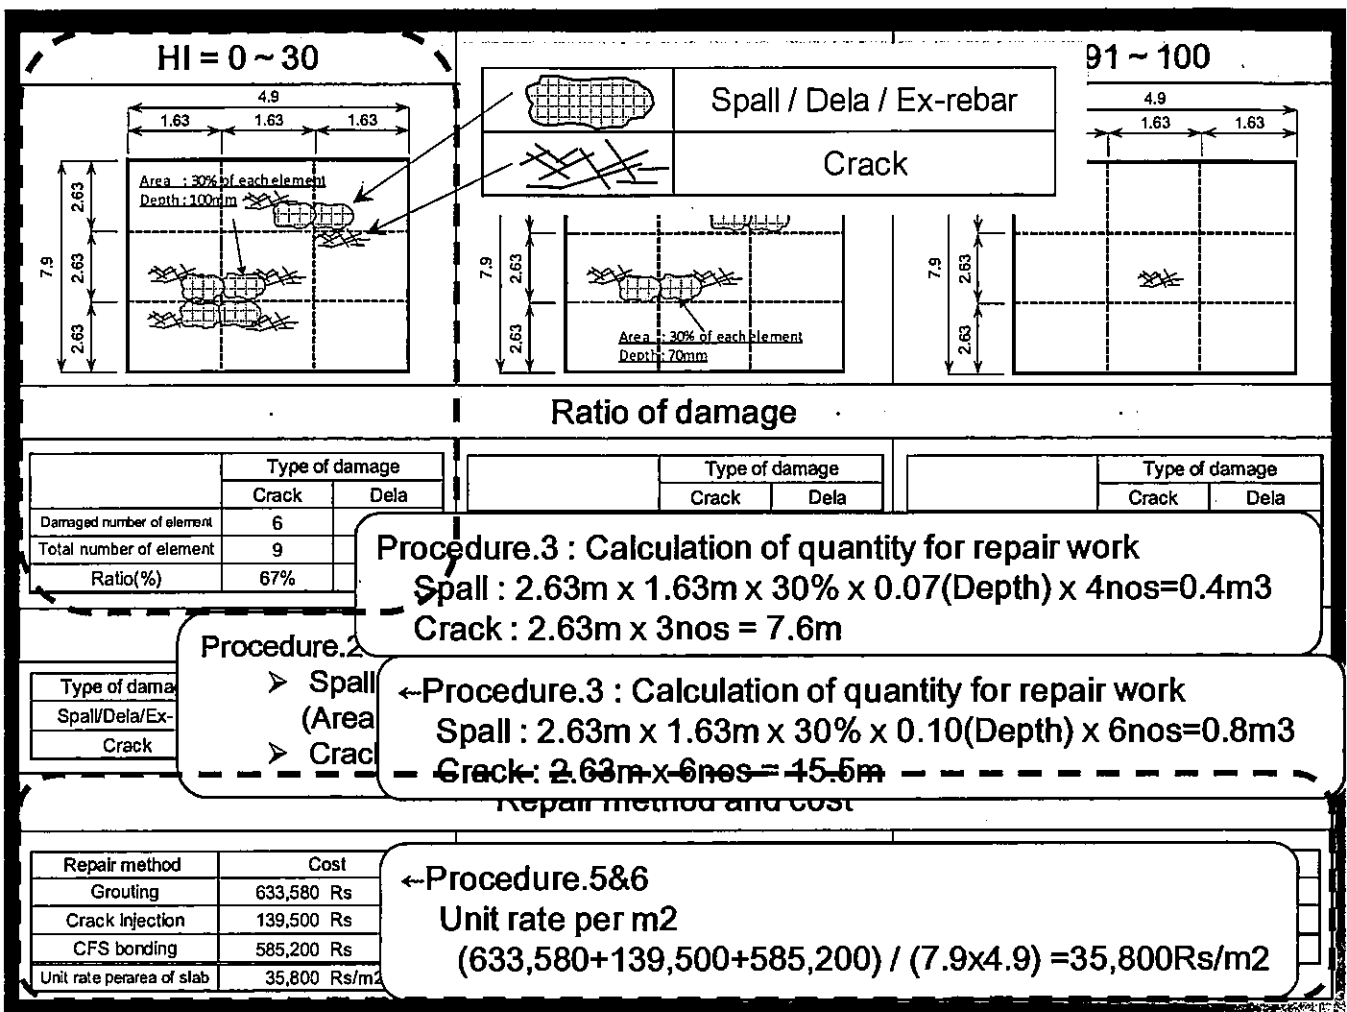 HI = 0 ~ 30
91 ~ 100
Spall / Dela / Ex-rebar
Crack
4.9
1.63 1.63 1.63
Area : 30% of each element
Depth : 100mm
7.9
2.63
2.63
2.63
7.9
2.63
2.63
Area : 30% of each element
Depth : 70mm
4.9
1.63 1.63
7.9
2.63
2.63
Ratio of damage
Type of damage
Crack Dela
Damaged number of element 6
Total number of element 9
Ratio(%) 67%
Type of damage
Crack Dela
Type of damage
Crack Dela
Procedure.3 : Calculation of quantity for repair work
Spall : 2.63m x 1.63m x 30% x 0.07(Depth) x 4nos=0.4m3
Crack : 2.63m x 3nos = 7.6m
Procedure.2
➢ Spall
(Area
➢ Crac
Type of dama
Spall/Dela/Ex-
Crack
←Procedure.3 : Calculation of quantity for repair work
Spall : 2.63m x 1.63m x 30% x 0.10(Depth) x 6nos=0.8m3
Crack : 2.63m x 6nos = 15.5m
Repair method and cost
Repair method Cost
Grouting 633,580 Rs
Crack Injection 139,500 Rs
CFS bonding 585,200 Rs
Unit rate perarea of slab 35,800 Rs/m2
←Procedure.5&6
Unit rate per m2
(633,580+139,500+585,200) / (7.9x4.9) =35,800Rs/m2